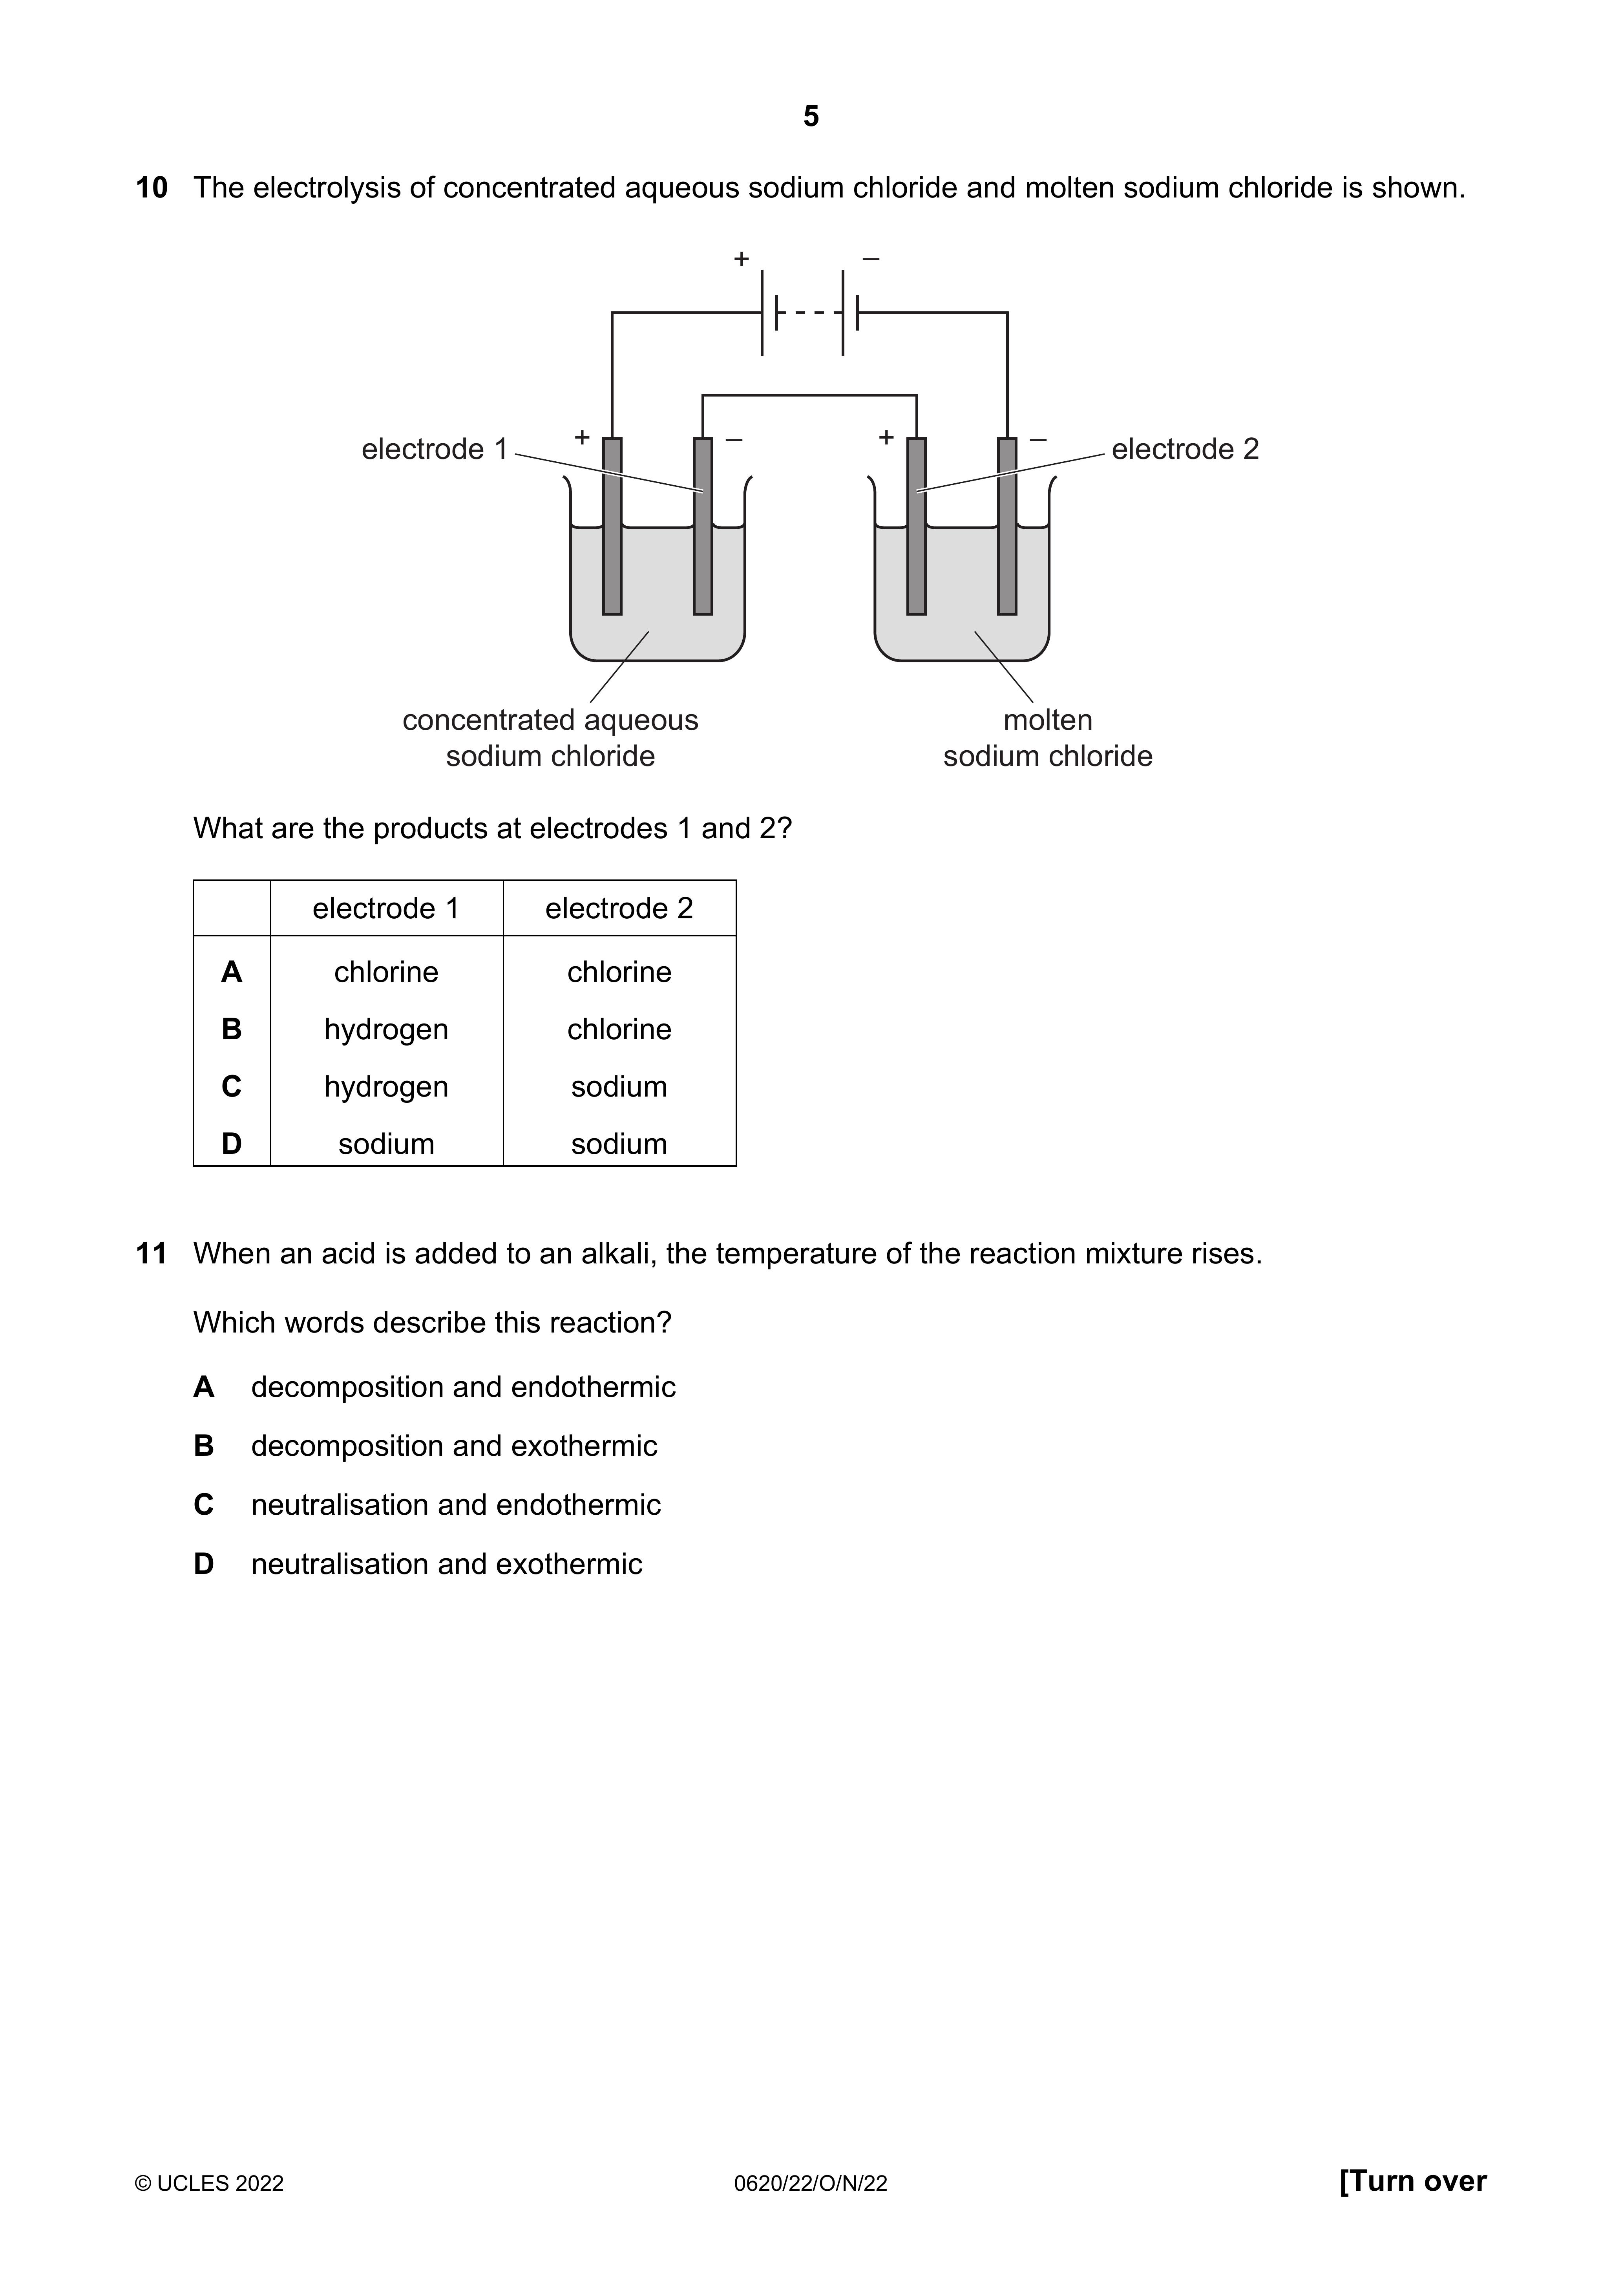 5
10 The electrolysis of concentrated aqueous sodium chloride and molten sodium chloride is shown.
+ –
electrode 1 + – + – electrode 2
concentrated aqueous sodium chloride
molten sodium chloride
What are the products at electrodes 1 and 2?
electrode 1 electrode 2
A chlorine chlorine
B hydrogen chlorine
C hydrogen sodium
D sodium sodium
11 When an acid is added to an alkali, the temperature of the reaction mixture rises.
Which words describe this reaction?
A decomposition and endothermic
B decomposition and exothermic
C neutralisation and endothermic
D neutralisation and exothermic
© UCLES 2022 0620/22/O/N/22 [Turn over